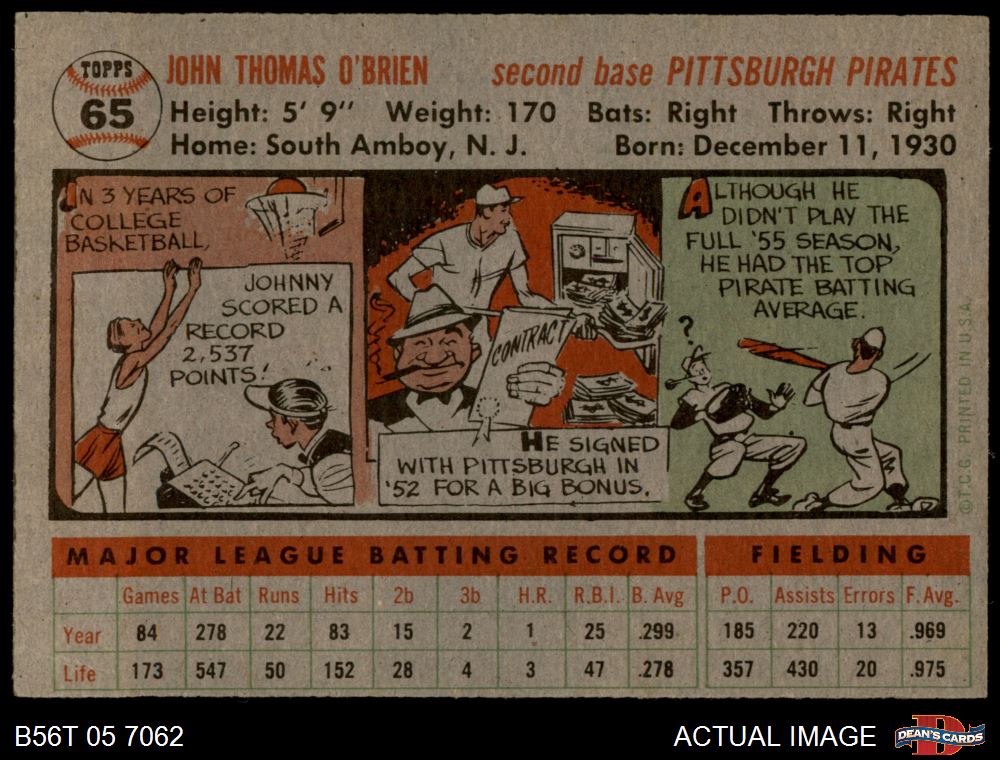 TOPPS
65
JOHN THOMAS O'BRIEN second base PITTSBURGH PIRATES
Height: 5' 9" Weight: 170 Bats: Right Throws: Right
Home: South Amboy, N. J. Born: December 11, 1930
IN 3 YEARS OF
COLLEGE
BASKETBALL,
JOHNNY
SCORED A
RECORD
2,537
POINTS!
CONTRACT
HE SIGNED
WITH PITTSBURGH IN
'52 FOR A BIG BONUS.
ALTHOUGH HE
DIDN'T PLAY THE
FULL '55 SEASON,
HE HAD THE TOP
PIRATE BATTING
AVERAGE.
?
© T.C.G. PRINTED IN U.S.A.
MAJOR LEAGUE BATTING RECORD FIELDING
Games At Bat Runs Hits 2b 3b H.R. R.B.I. B. Avg P.O. Assists Errors F. Avg.
Year 84 278 22 83 15 2 1 25 .299 185 220 13 .969
Life 173 547 50 152 28 4 3 47 .278 357 430 20 .975
B56T 05 7062 ACTUAL IMAGE DEAN'S CARDS